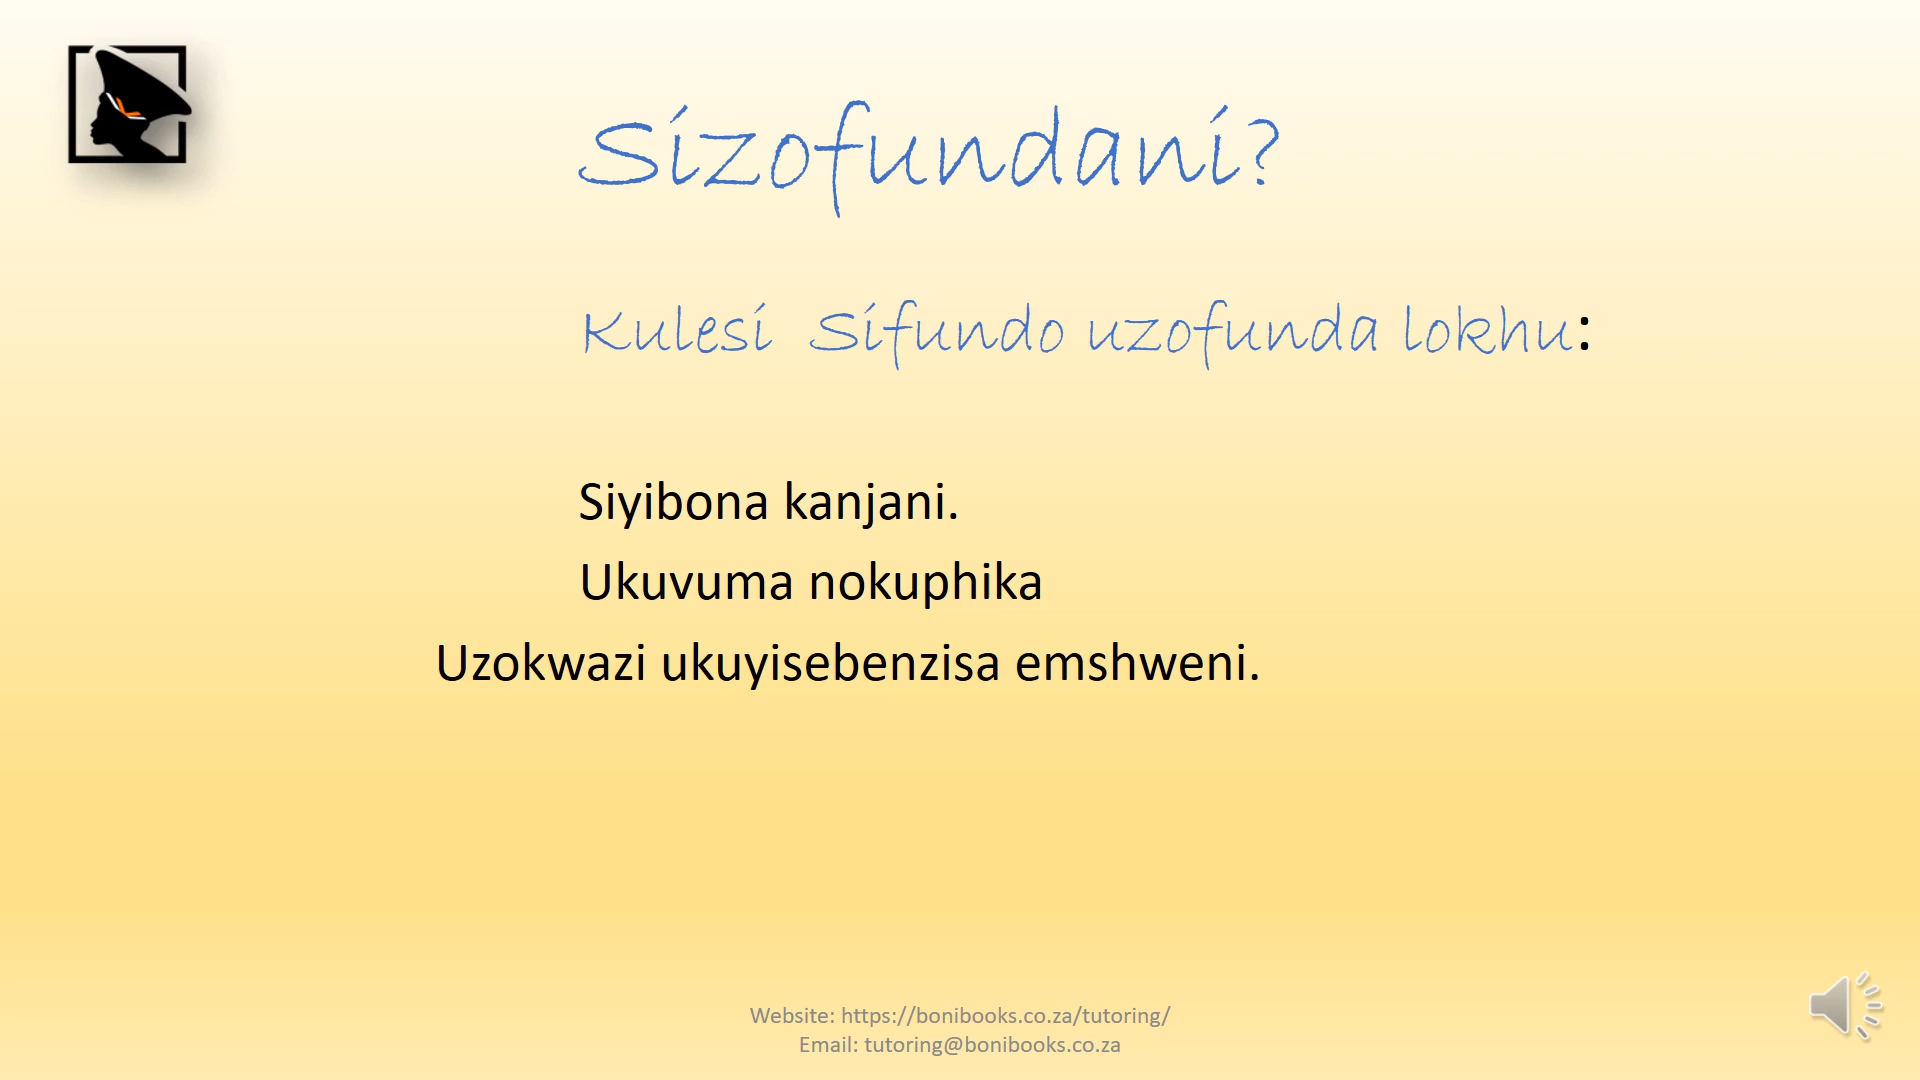 Sizofundani?
Kulesi Sifundo uzofunda lokhu:
Siyibona kanjani.
Ukuvuma nokuphika
Uzokwazi ukuyisebenzisa emshweni.
Website: https://bonibooks.co.za/tutoring/
Email: tutoring@bonibooks.co.za